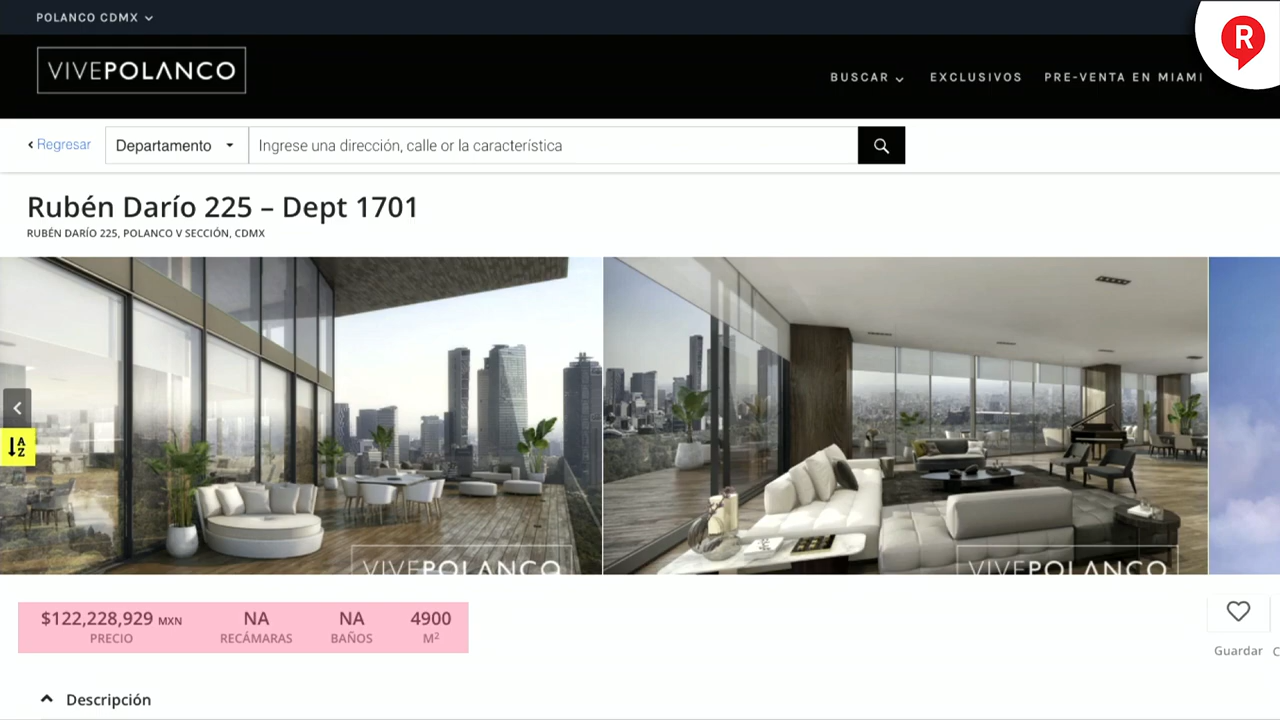 POLANCO CDMX
VIVEPOLANCO
BUSCAR EXCLUSIVOS PRE-VENTA EN MIAMI
R
Regresar Departamento Ingrese una dirección, calle or la característica
Rubén Darío 225 – Dept 1701
RUBÉN DARÍO 225, POLANCO V SECCIÓN, CDMX
A
Z
VIVEPOLANCO VIVEPOLANCO
$122,228,929 MXN NA NA 4900
PRECIO RECÁMARAS BAÑOS M²
Guardar C
Descripción